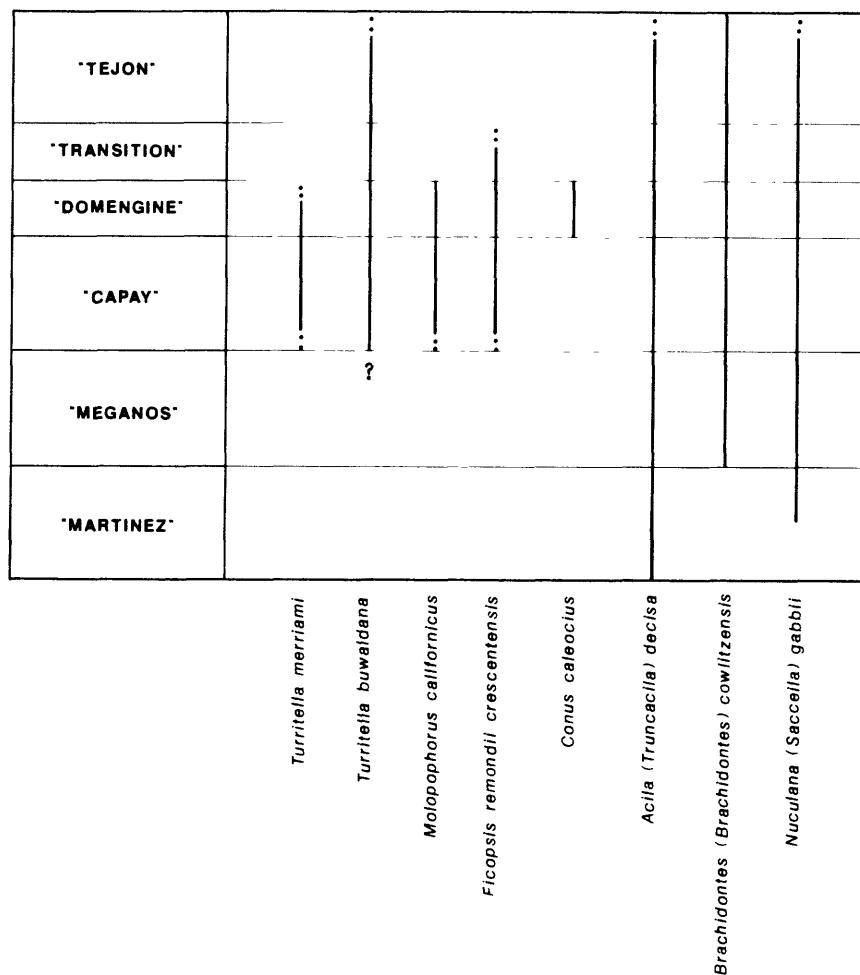 "TEJON"
"TRANSITION"
"DOMENGINE"
"CAPAY"
"MEGANOS"
?
"MARTINEZ"
Turritella merriami
Turritella buwaldana
Molopophorus californicus
Ficopsis remondii crescentensis
Conus caleocius
Acila (Truncacila) decisa
Brachidontes (Brachidontes) cowlitzensis
Nuculana (Saccella) gabbii